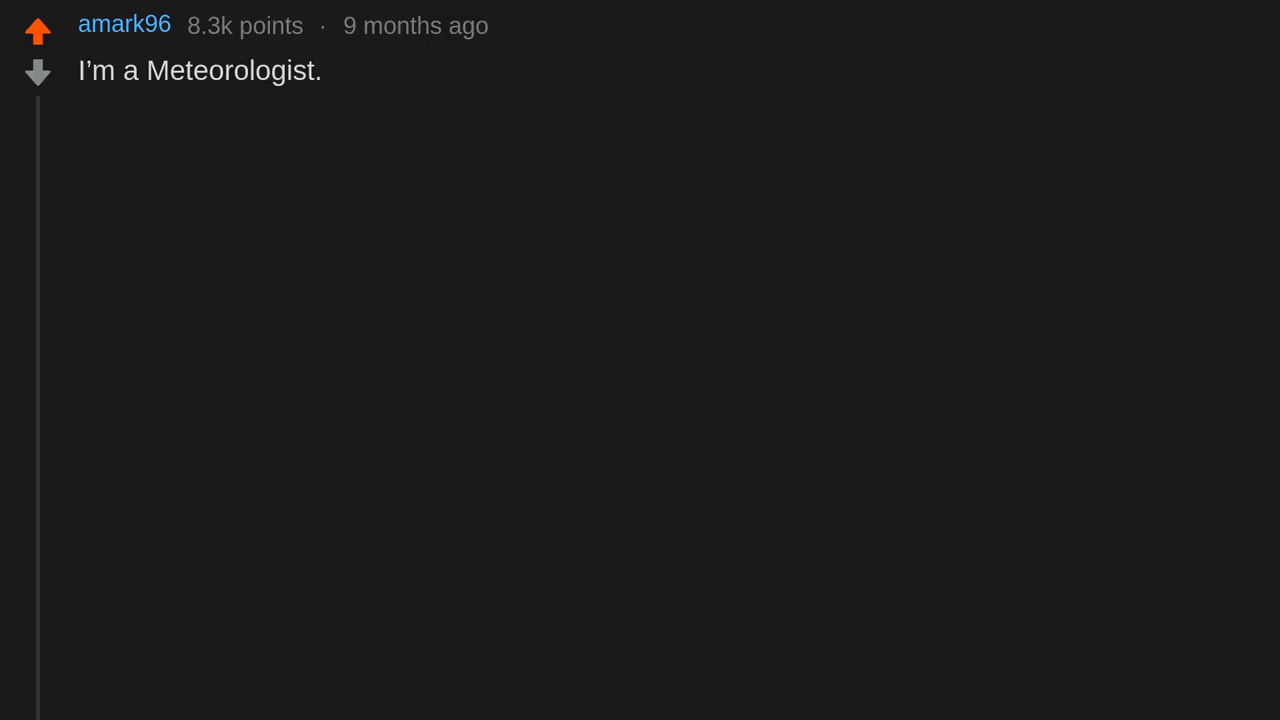 amark96 8.3k points · 9 months ago
I’m a Meteorologist.